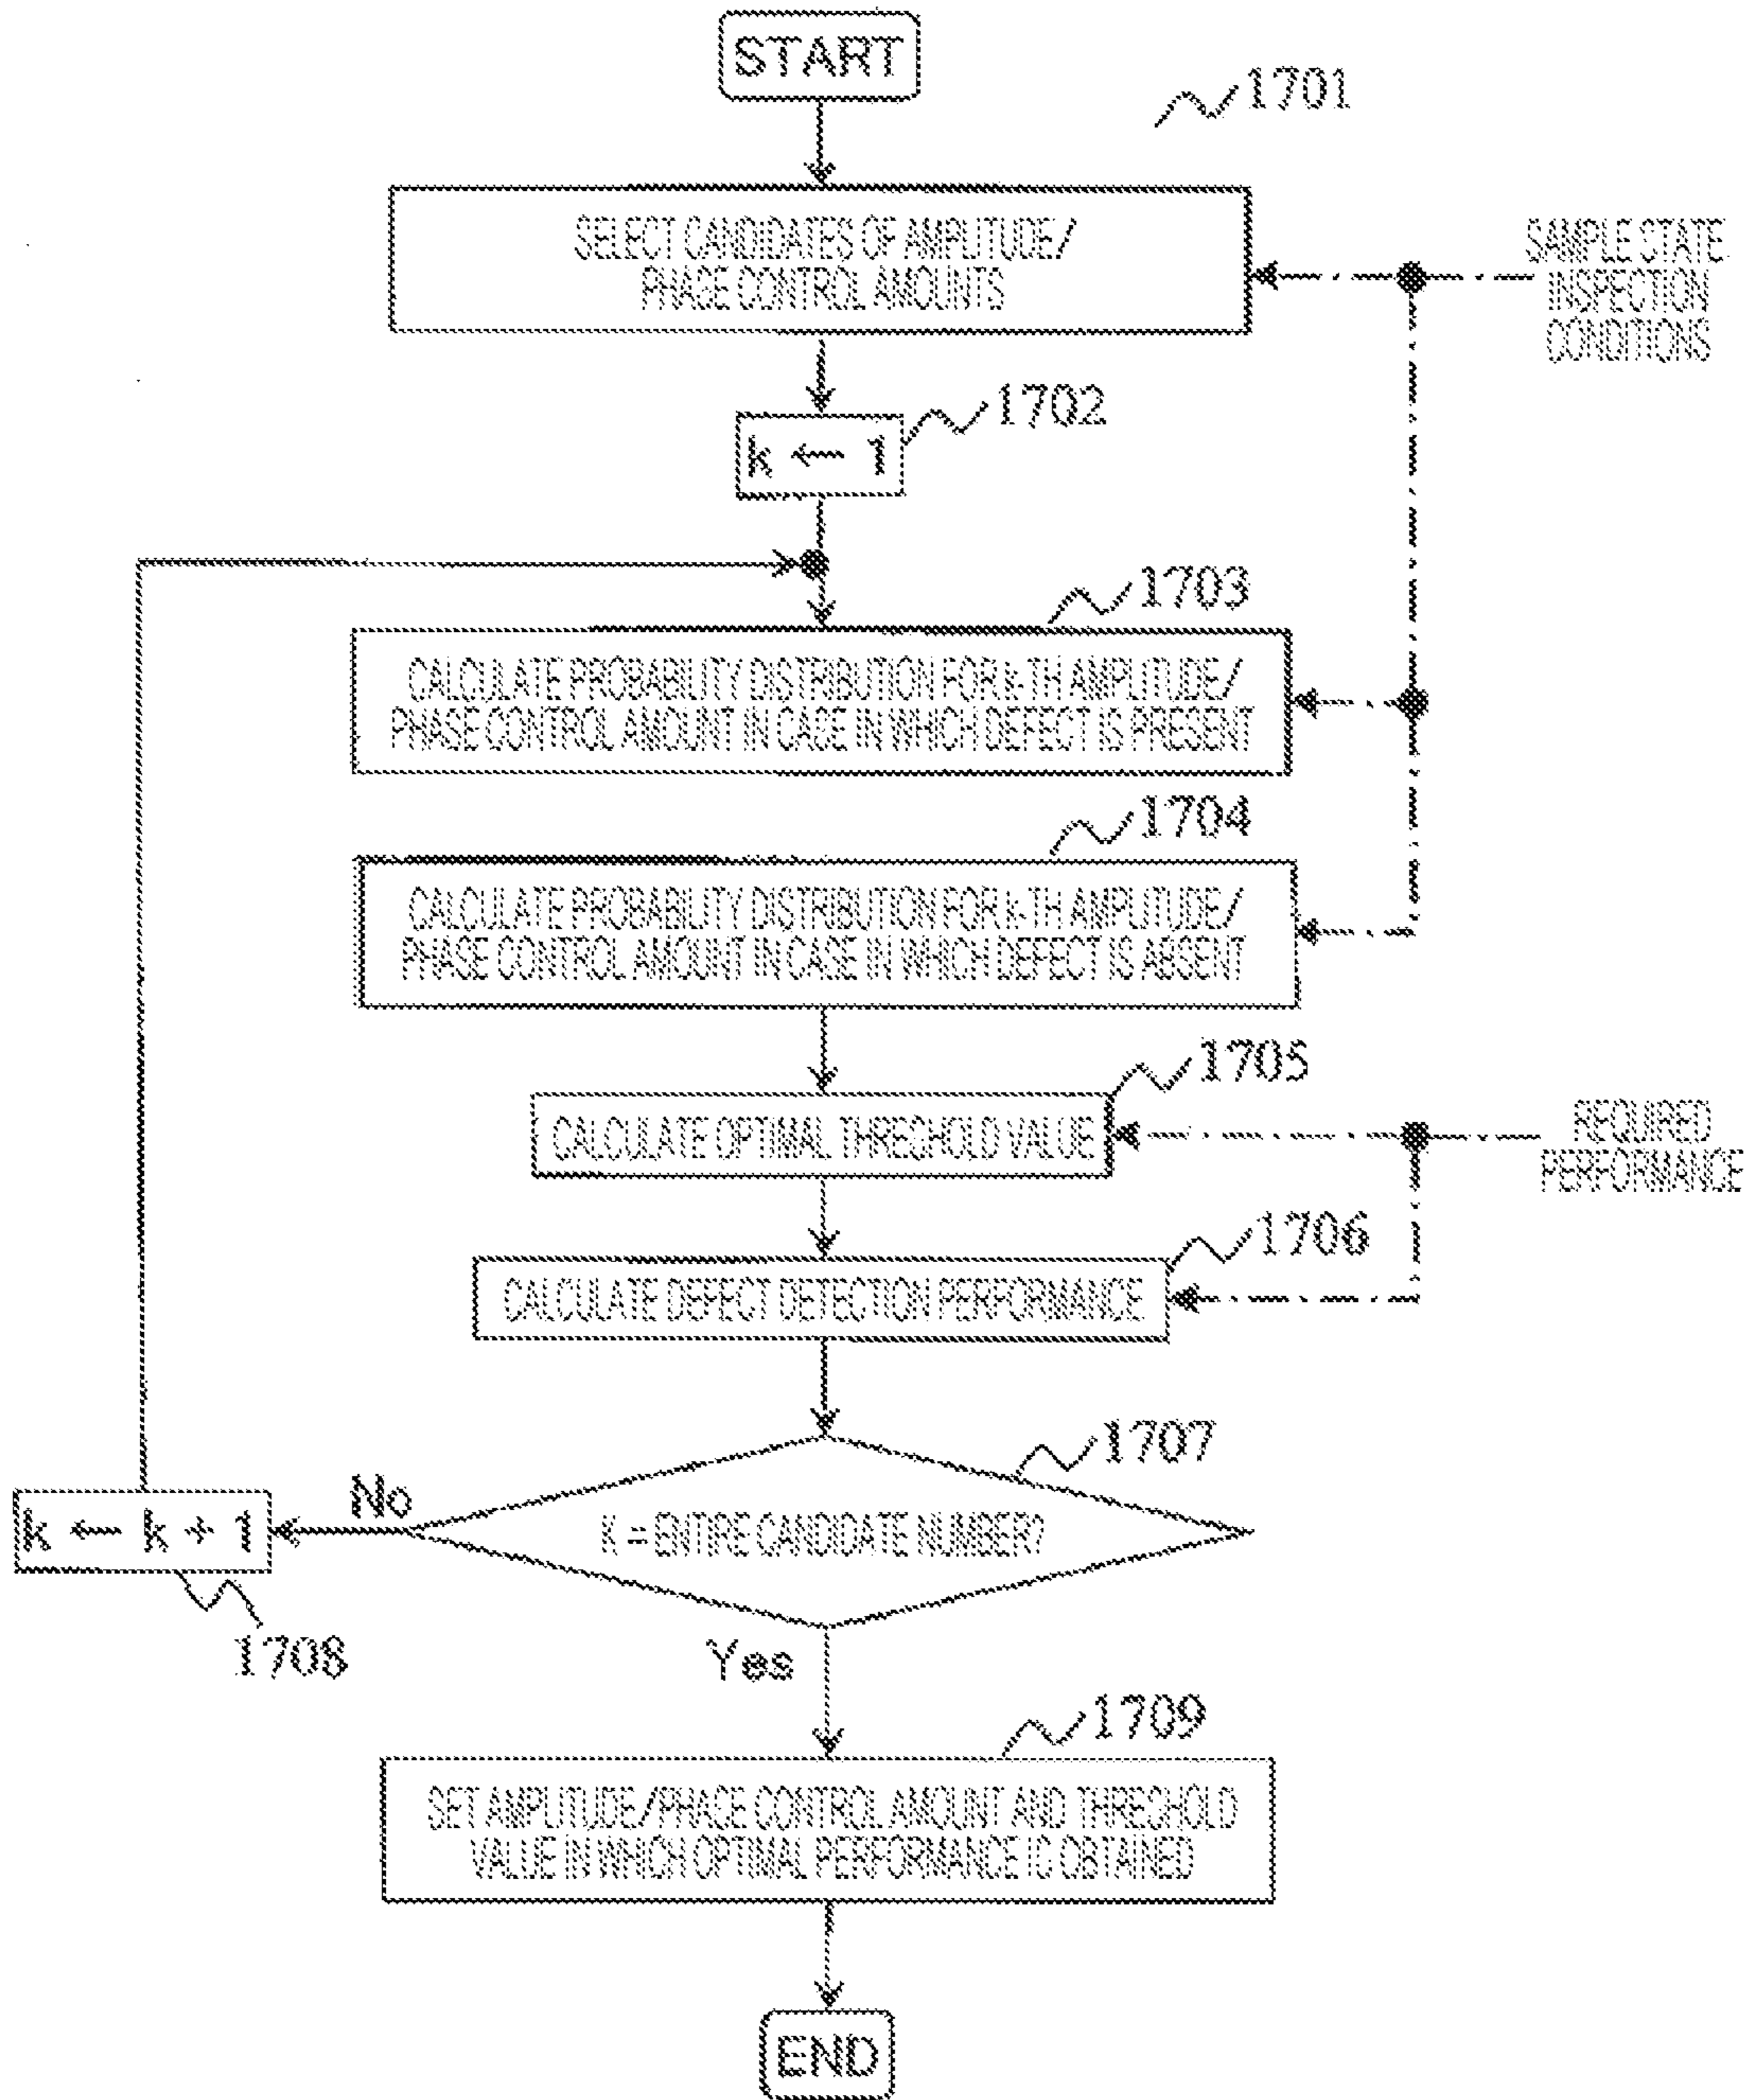 START
1701
SELECT CANDIDATES OF AMPLITUDE/
PHASE CONTROL AMOUNTS
SAMPLE STATE
INSPECTION
CONDITIONS
1702
k ← 1
1703
CALCULATE PROBABILITY DISTRIBUTION FOR k-TH AMPLITUDE/
PHASE CONTROL AMOUNT IN CASE IN WHICH DEFECT IS PRESENT
1704
CALCULATE PROBABILITY DISTRIBUTION FOR k-TH AMPLITUDE/
PHASE CONTROL AMOUNT IN CASE IN WHICH DEFECT IS ABSENT
1705
CALCULATE OPTIMAL THRESHOLD VALUE
REQUIRED
PERFORMANCE
1706
CALCULATE DEFECT DETECTION PERFORMANCE
1707
K = ENTIRE CANDIDATE NUMBER?
No
k ← k + 1
1708
Yes
1709
SET AMPLITUDE/PHASE CONTROL AMOUNT AND THRESHOLD
VALUE IN WHICH OPTIMAL PERFORMANCE IS OBTAINED
END